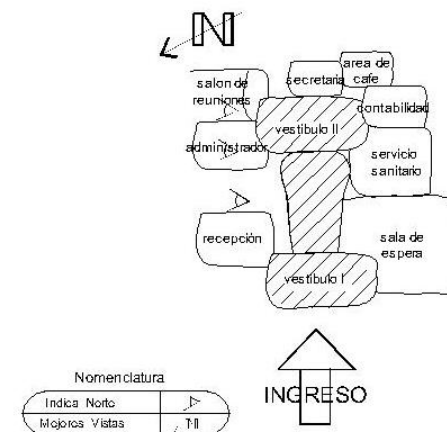 N
area de
cafe
secretaria
salon de
reuniones
contabilidad
vestibulo II
administrador
servicio
sanitario
recepción
sala de
espera
vestibulo I
INGRESO
Nomenclatura
Indica Norte
Mejores Vistas N